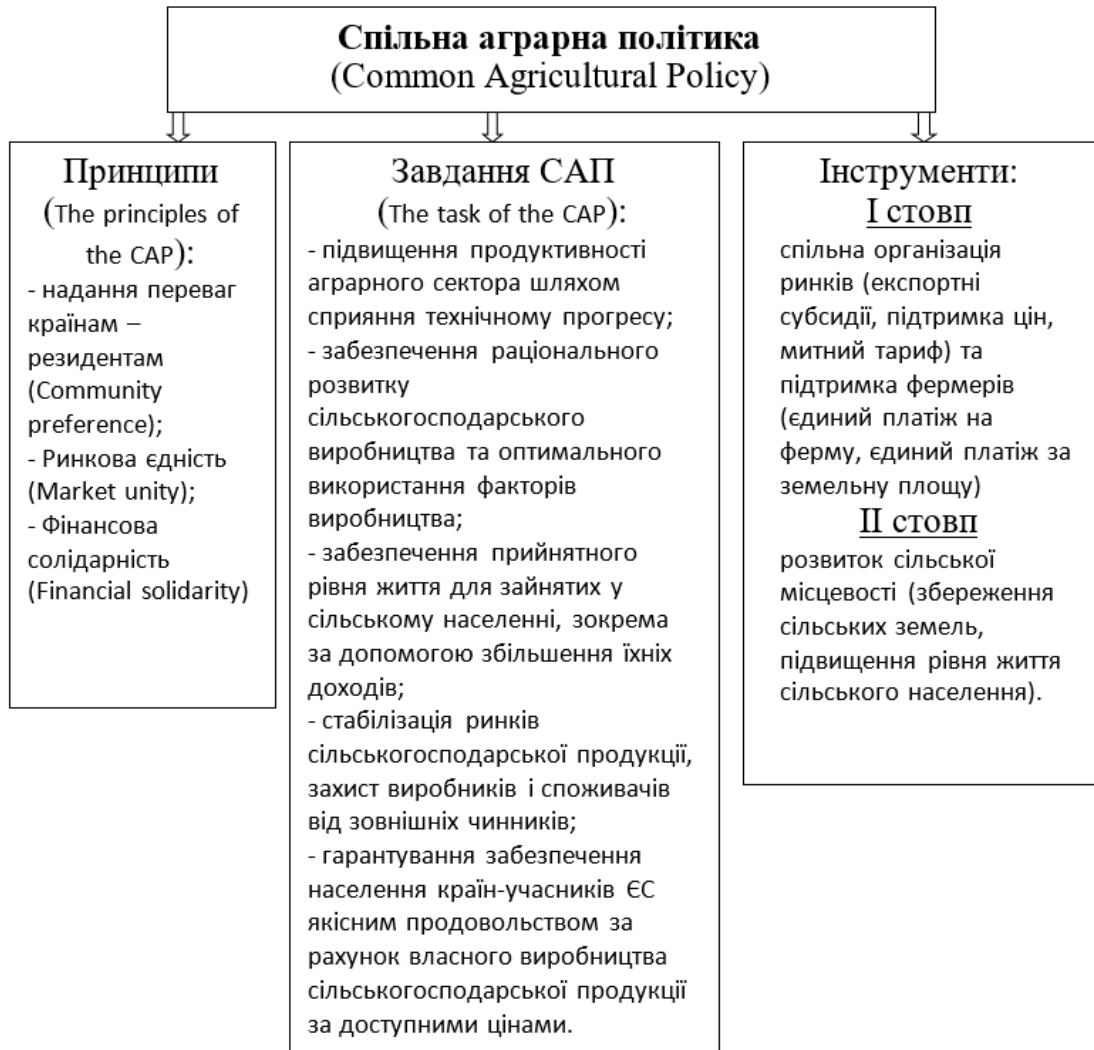 Спільна аграрна політика
(Common Agricultural Policy)
Принципи
(The principles of
the CAP):
- надання переваг
країнам –
резидентам
(Community
preference);
- Ринкова єдність
(Market unity);
- Фінансова
солідарність
(Financial solidarity)
Завдання САП
(The task of the CAP):
- підвищення продуктивності
аграрного сектора шляхом
сприяння технічному прогресу;
- забезпечення раціонального
розвитку
сільськогосподарського
виробництва та оптимального
використання факторів
виробництва;
- забезпечення прийнятного
рівня життя для зайнятих у
сільському населенні, зокрема
за допомогою збільшення їхніх
доходів;
- стабілізація ринків
сільськогосподарської продукції,
захист виробників і споживачів
від зовнішніх чинників;
- гарантування забезпечення
населення країн-учасників ЄС
якісним продовольством за
рахунок власного виробництва
сільськогосподарської продукції
за доступними цінами.
Інструменти:
І стовп
спільна організація
ринків (експортні
субсидії, підтримка цін,
митний тариф) та
підтримка фермерів
(єдиний платіж на
ферму, єдиний платіж за
земельну площу)
ІІ стовп
розвиток сільської
місцевості (збереження
сільських земель,
підвищення рівня життя
сільського населення).